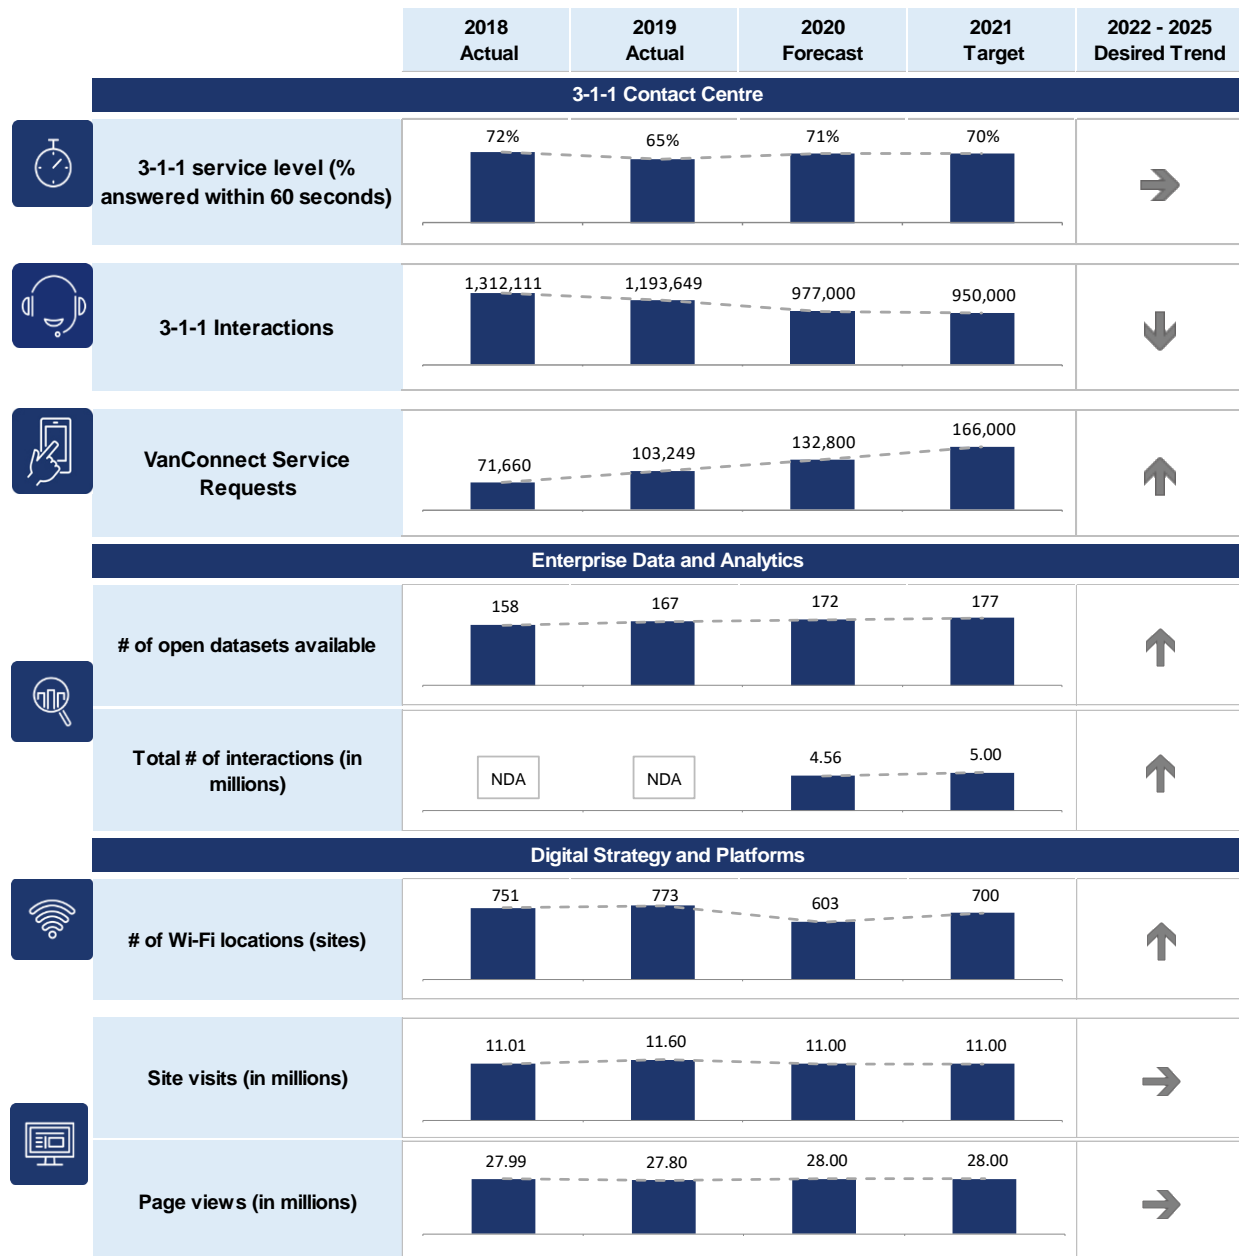 2018 2019 2020 2021 2022 - 2025
Actual Actual Forecast Target Desired Trend
3-1-1 Contact Centre
72% 65% 71% 70%
3-1-1 service level (%
answered within 60 seconds)
1,312,111 1,193,649 977,000 950,000
3-1-1 Interactions
71,660 103,249 132,800 166,000
VanConnect Service
Requests
Enterprise Data and Analytics
158 167 172 177
# of open datasets available
4.56 5.00
Total # of interactions (in
millions)
NDA NDA
Digital Strategy and Platforms
751 773 603 700
# of Wi-Fi locations (sites)
11.01 11.60 11.00 11.00
Site visits (in millions)
27.99 27.80 28.00 28.00
Page views (in millions)